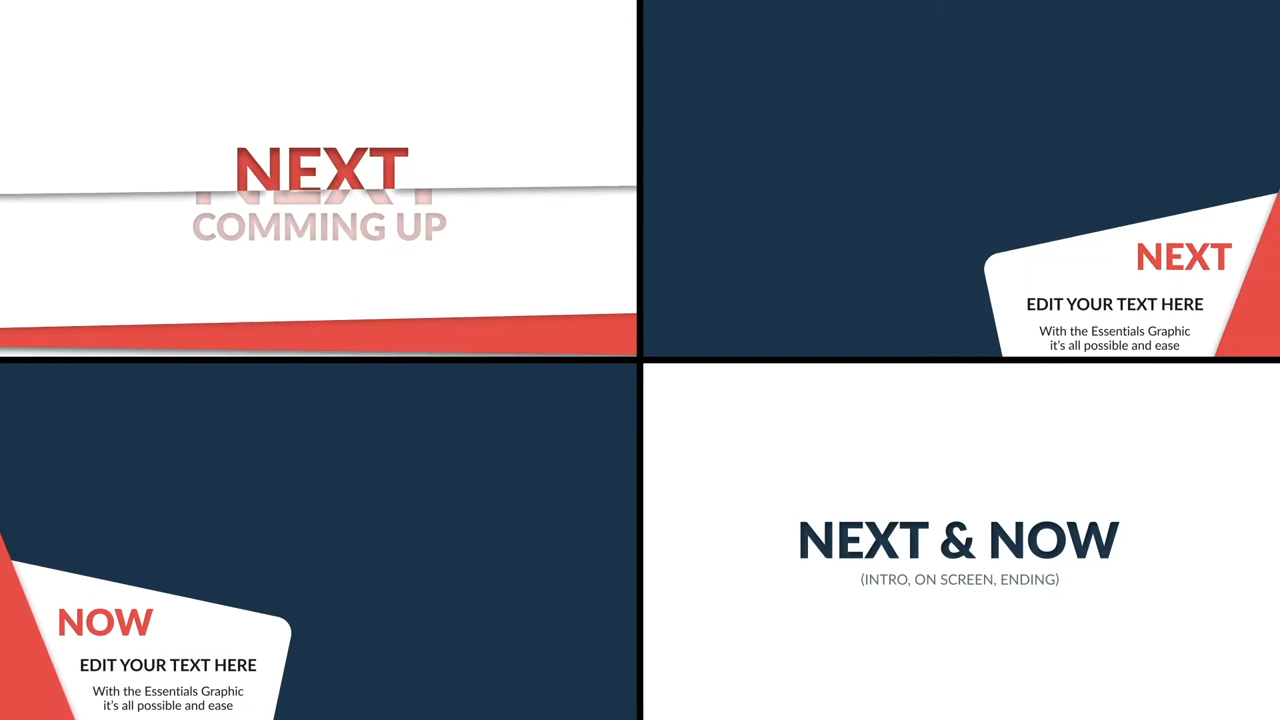 NEXT
COMMING UP
NEXT
EDIT YOUR TEXT HERE
With the Essentials Graphic
it's all possible and ease
NOW
EDIT YOUR TEXT HERE
With the Essentials Graphic
it's all possible and ease
NEXT & NOW
(INTRO, ON SCREEN, ENDING)